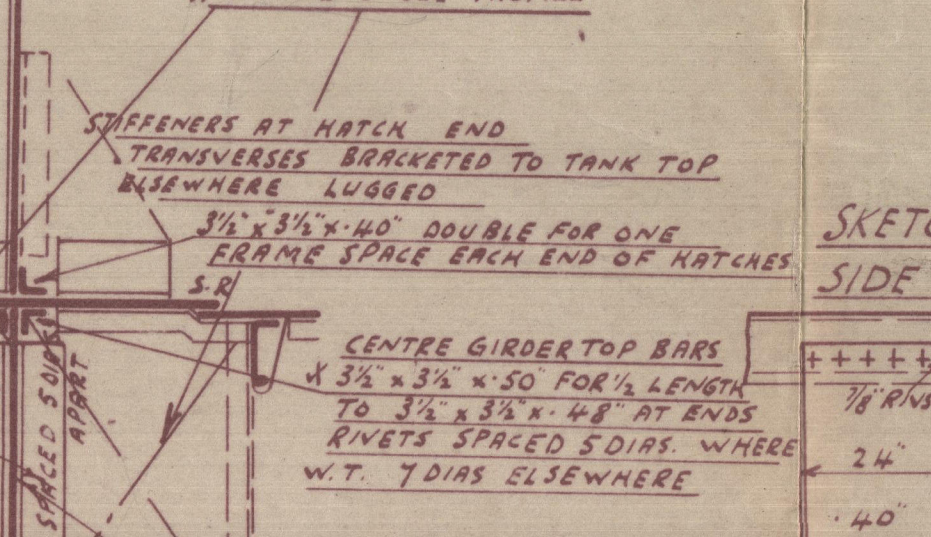 STIFFENERS AT HATCH END
TRANSVERSES BRACKETED TO TANK TOP
ELSEWHERE LUGGED
3½" x 3½" x .40" DOUBLE FOR ONE
FRAME SPACE EACH END OF HATCHES
S.R
CENTRE GIRDER TOP BARS
3½" x 3½" x .50" FOR ½ LENGTH
TO 3½" x 3½" x .48" AT ENDS
RIVETS SPACED 5 DIAS. WHERE
W.T. 7 DIAS ELSEWHERE
SPACED 5 DIAS
APART
SIDE
7/8"
24"
.40"